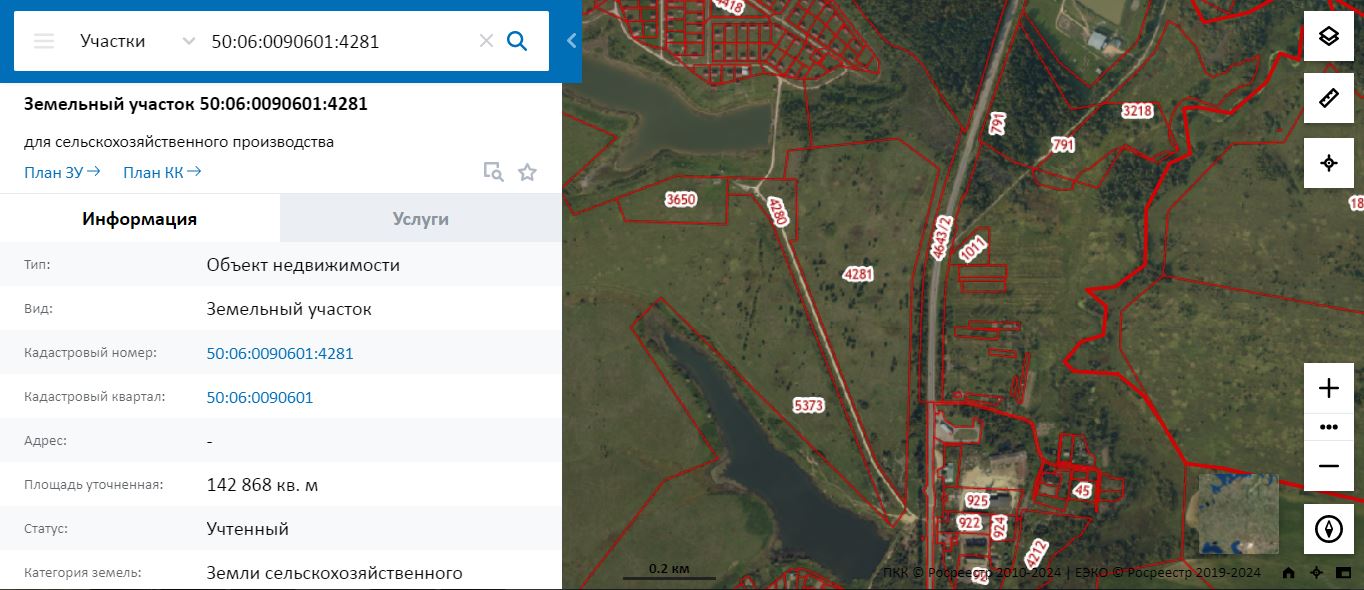 Участки 50:06:0090601:4281
Земельный участок 50:06:0090601:4281
для сельскохозяйственного производства
План ЗУ→ План КК→
Информация Услуги
Тип: Объект недвижимости
Вид: Земельный участок
Кадастровый номер: 50:06:0090601:4281
Кадастровый квартал: 50:06:0090601
Адрес: -
Площадь уточненная: 142 868 кв. м
Статус: Учтенный
Категория земель: Земли сельскохозяйственного
4418
791
3218
791
3650
4280
4643/2
1011
4281
18
5373
45
925
922
924
4212
0.2 км
ПКК © Росреестр 2010-2024 | ЕЭКО © Росреестр 2019-2024